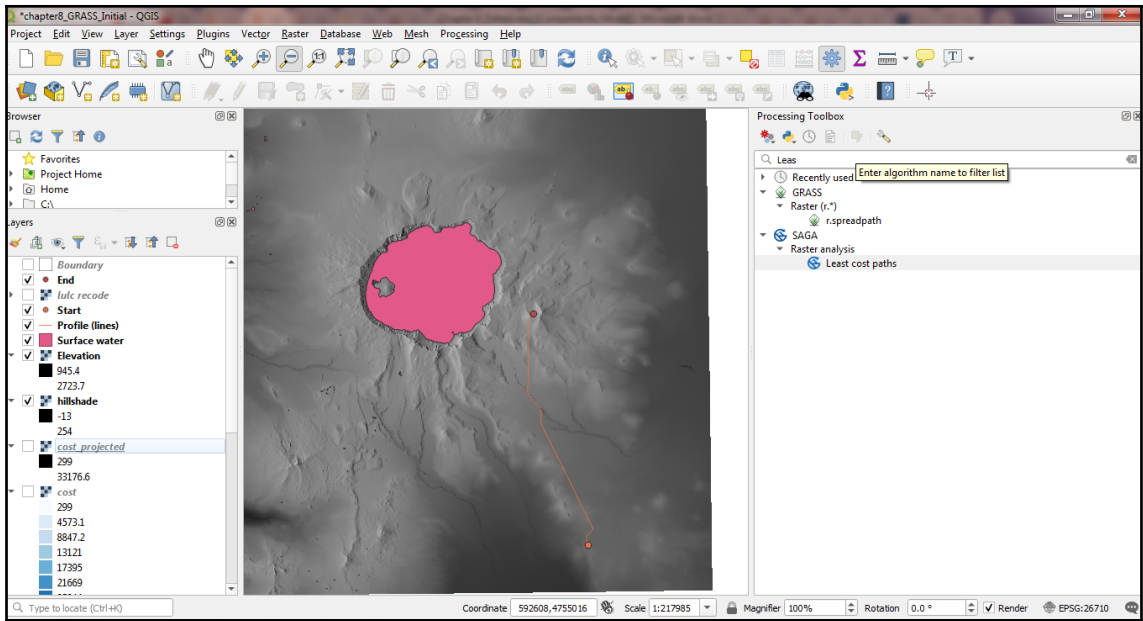 *chapter8_GRASS_Initial - QGIS
Project Edit View Layer Settings Plugins Vector Raster Database Web Mesh Processing Help
Browser
Favorites
Project Home
Home
C:\
Layers
Boundary
End
lulc recode
Start
Profile (lines)
Surface water
Elevation
945.4
2723.7
hillshade
-13
254
cost_projected
299
33176.6
cost
299
4573.1
8847.2
13121
17395
21669
Processing Toolbox
Leas
Enter algorithm name to filter list
Recently used
GRASS
Raster (r.*)
r.spreadpath
SAGA
Raster analysis
Least cost paths
Type to locate (Ctrl+K)
Coordinate 592608,4755016 Scale 1:217985 Magnifier 100% Rotation 0.0 ° Render EPSG:26710